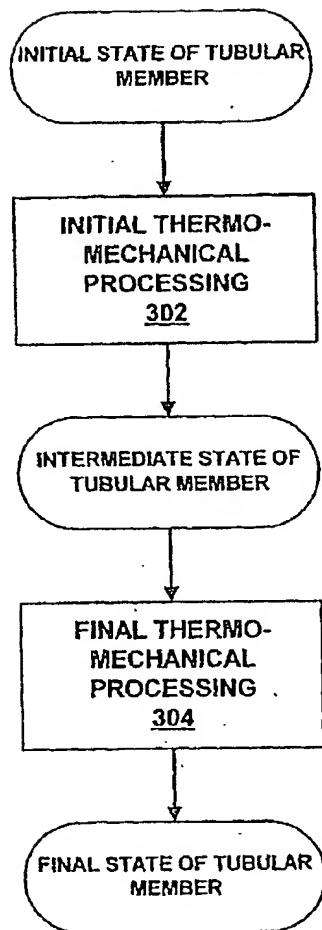 INITIAL STATE OF TUBULAR
MEMBER
INITIAL THERMO-
MECHANICAL
PROCESSING
302
INTERMEDIATE STATE OF
TUBULAR MEMBER
FINAL THERMO-
MECHANICAL
PROCESSING
304
FINAL STATE OF TUBULAR
MEMBER